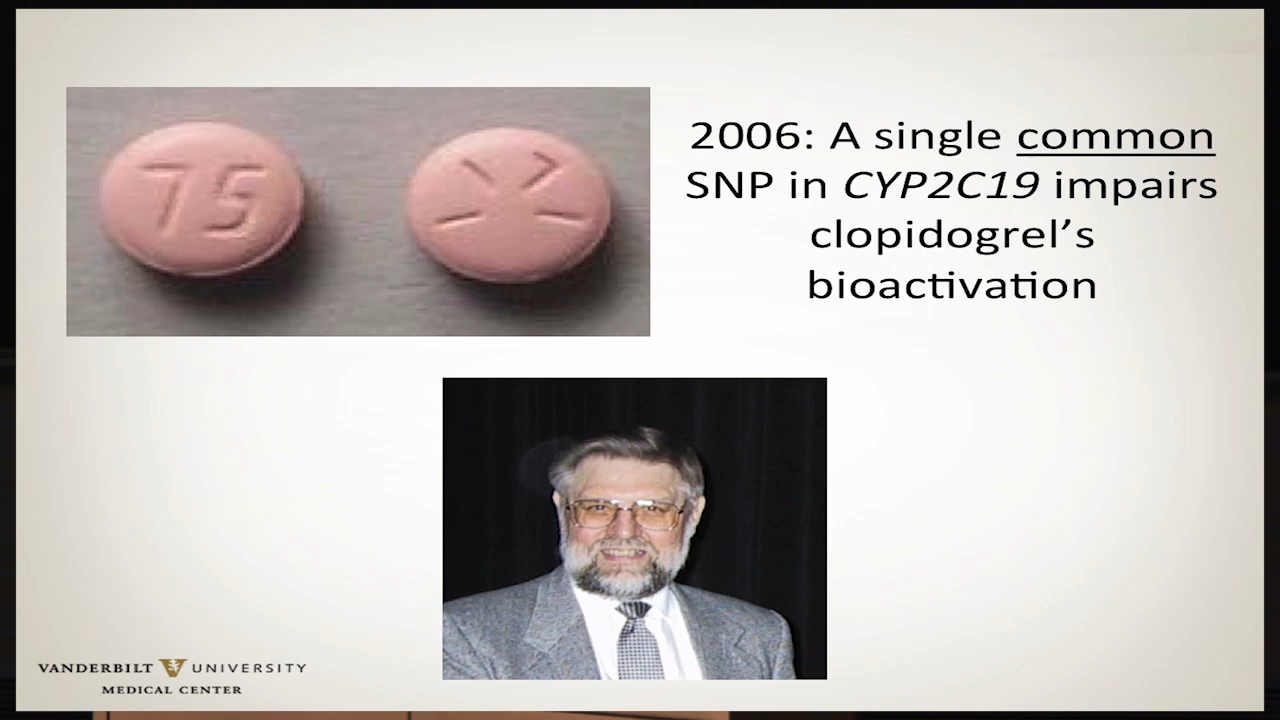 75
2006: A single common
SNP in CYP2C19 impairs
clopidogrel’s
bioactivation
VANDERBILT UNIVERSITY
MEDICAL CENTER